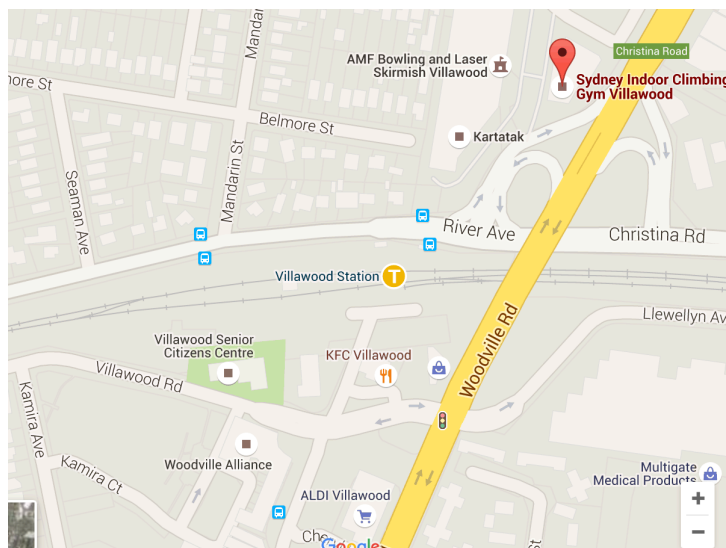 Christina Road
AMF Bowling and Laser
Skirmish Villawood
Sydney Indoor Climbing
Gym Villawood
more St
Mandar
Belmore St
Kartatak
Seaman Ave
Mandarin St
River Ave
Christina Rd
Villawood Station
T
Llewellyn Av
Woodville Rd
Villawood Senior
Citizens Centre
KFC Villawood
Villawood Rd
Kamira Ave
Kamira Ct
Woodville Alliance
Multigate
Medical Products
ALDI Villawood
Che
St
Google
+
−